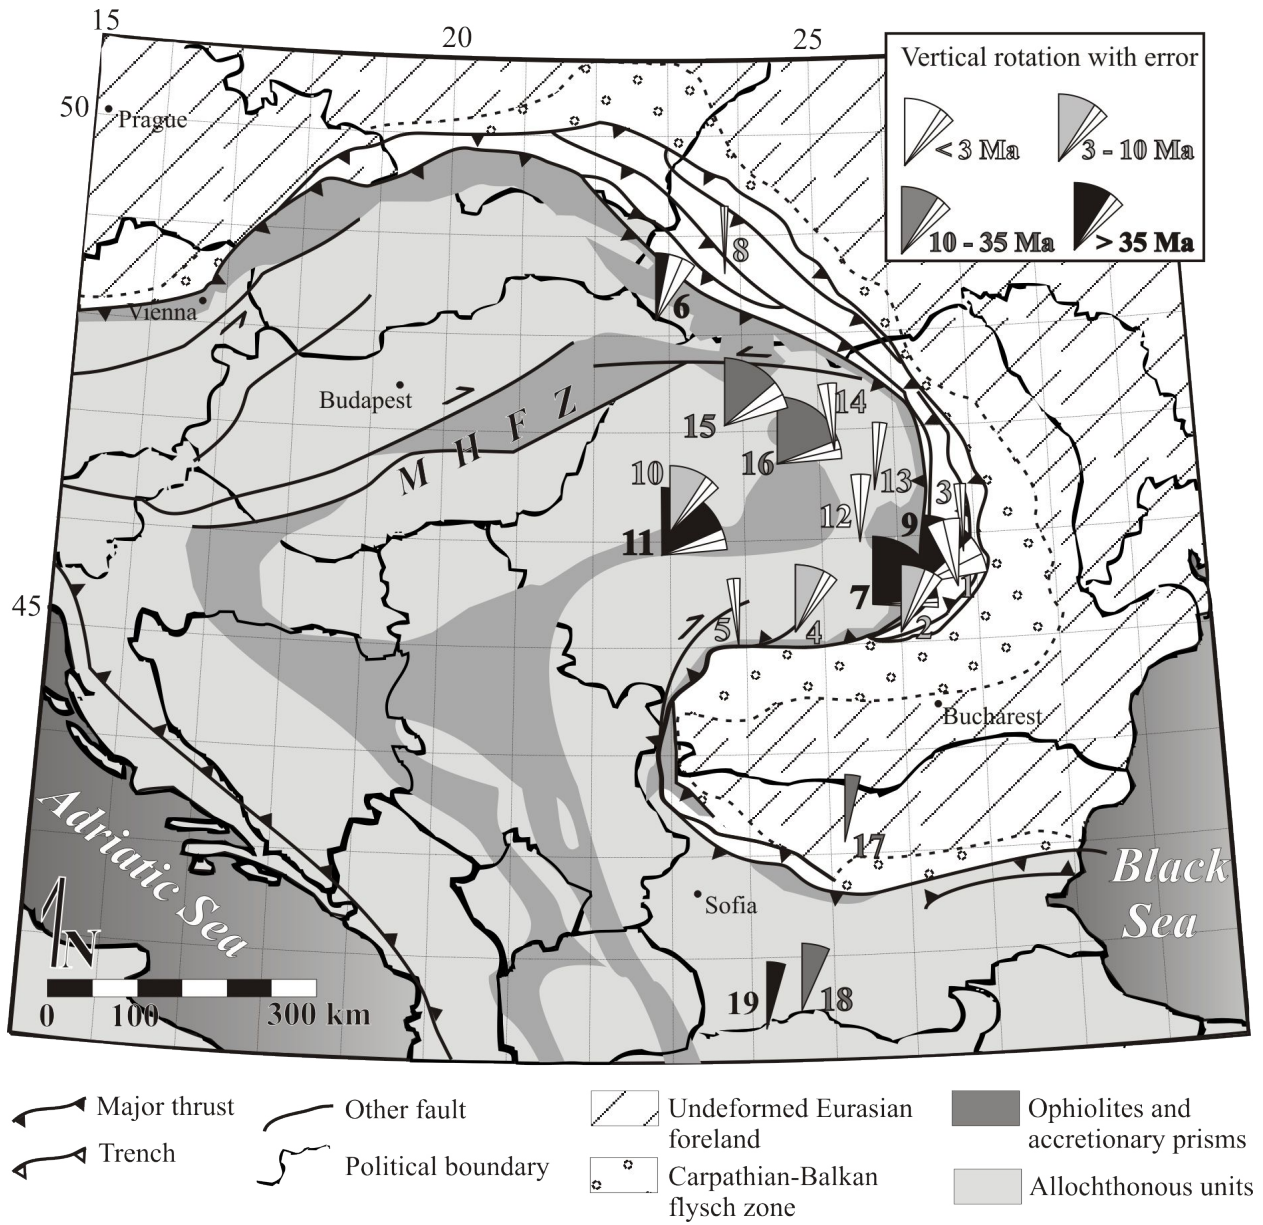 15
20
25
Vertical rotation with error
< 3 Ma
3 - 10 Ma
10 - 35 Ma
> 35 Ma
50
Prague
8
6
Vienna
Budapest
M H F Z
15
14
16
10
13
3
12
9
11
7
1
45
5
4
2
Bucharest
17
Adriatic Sea
Black
Sea
Sofia
N
19
18
0
100
300 km
Major thrust
Trench
Other fault
Political boundary
Undeformed Eurasian
foreland
Carpathian-Balkan
flysch zone
Ophiolites and
accretionary prisms
Allochthonous units